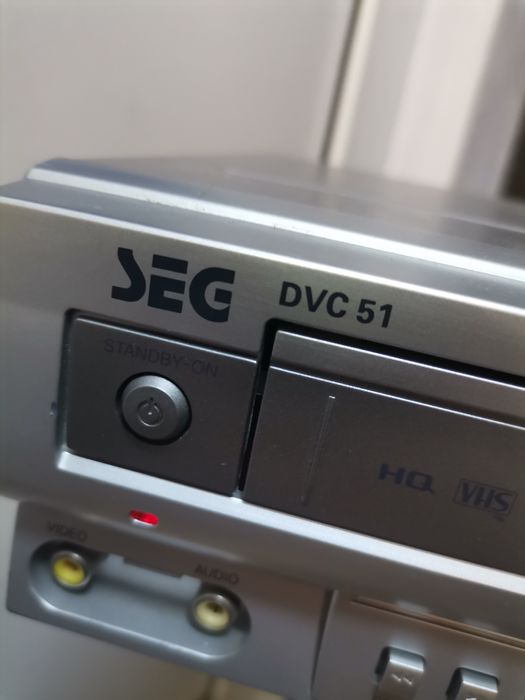 SEG DVC 51
STANDBY-ON
HQ VHS
VIDEO
AUDIO